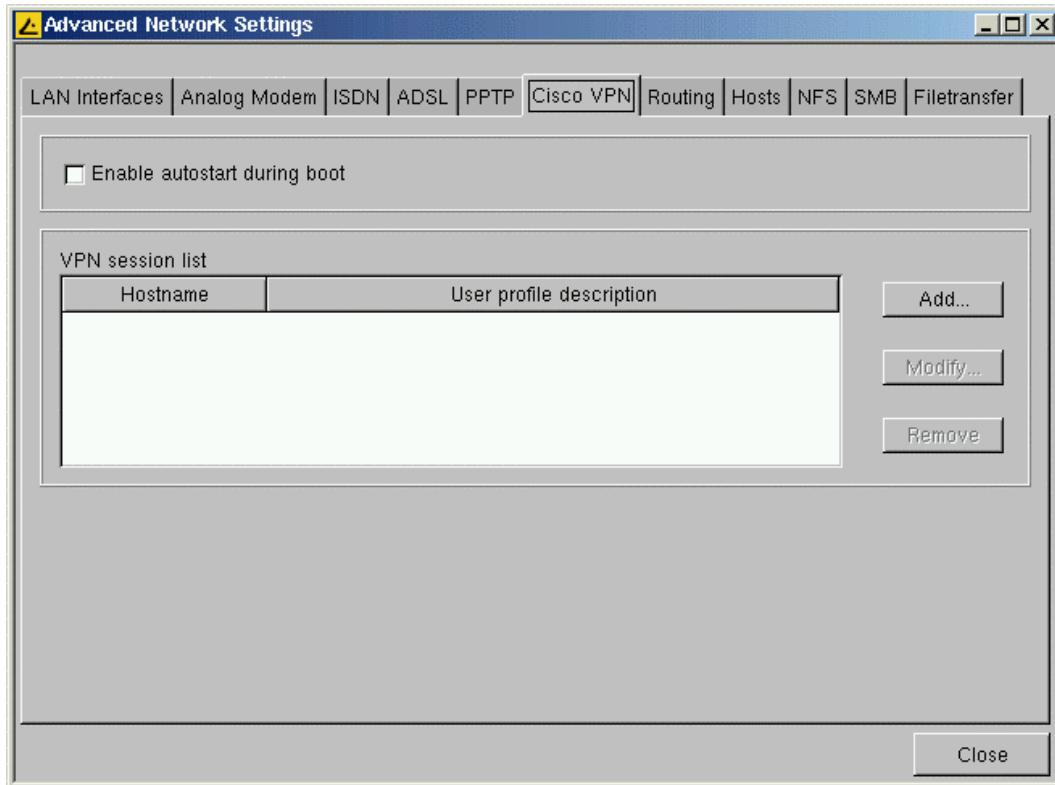 Advanced Network Settings
LAN Interfaces Analog Modem ISDN ADSL PPTP Cisco VPN Routing Hosts NFS SMB Filetransfer
Enable autostart during boot
VPN session list
Hostname User profile description
Add...
Modify...
Remove
Close